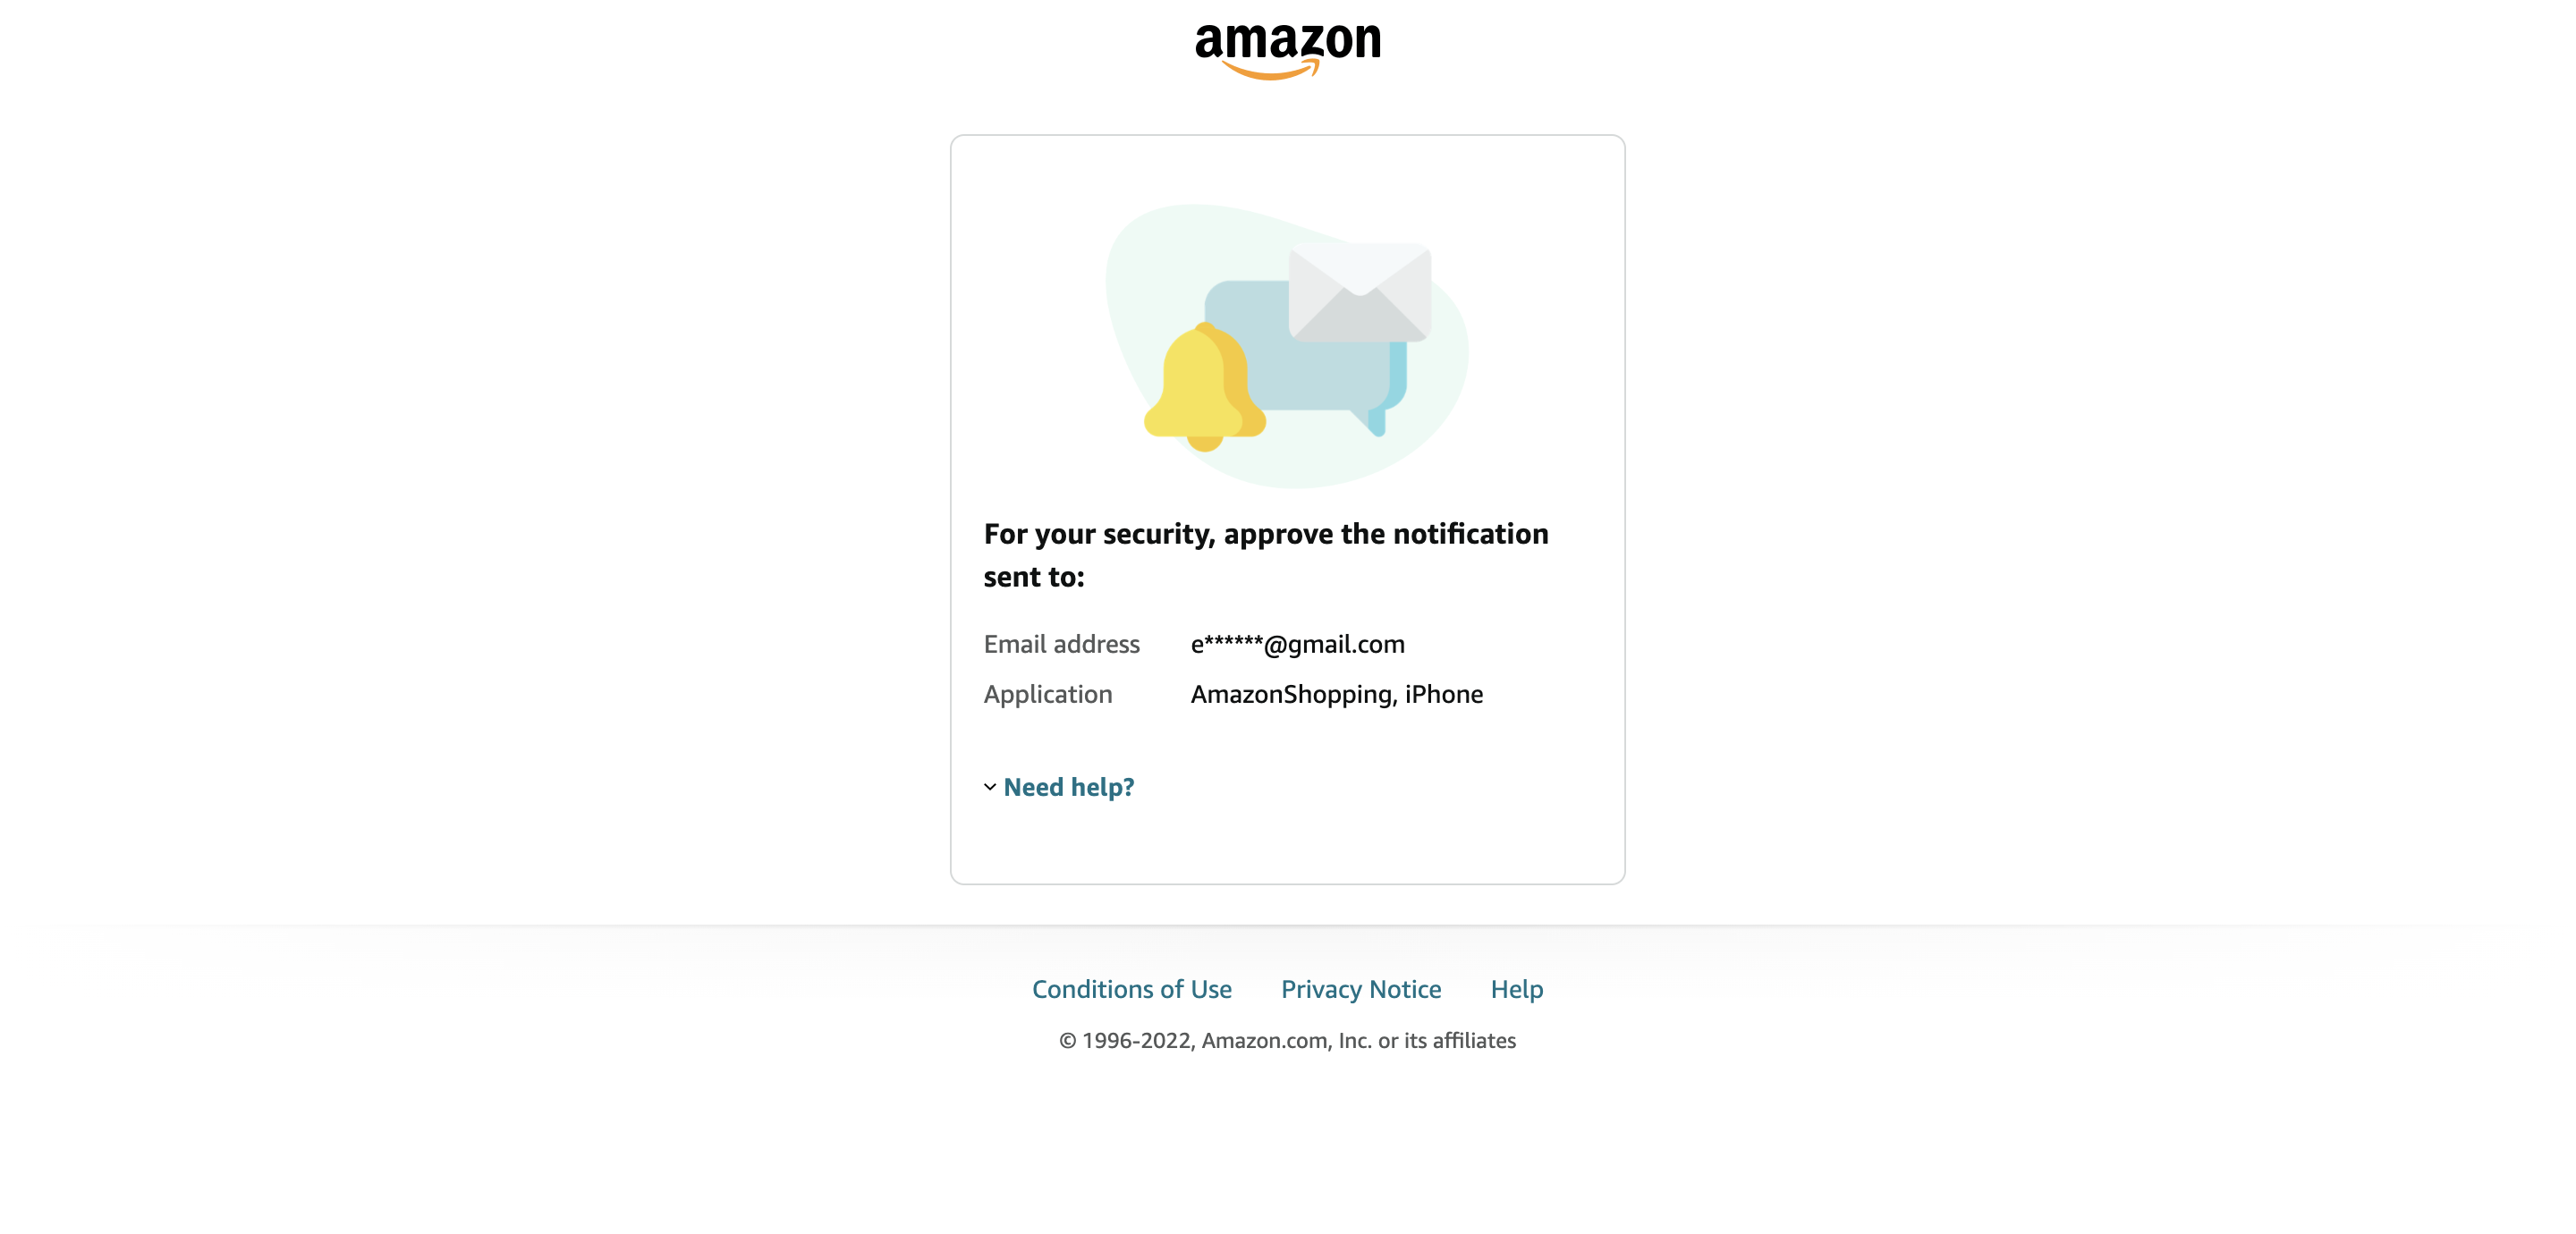 amazon
For your security, approve the notification
sent to:
Email address e******@gmail.com
Application AmazonShopping, iPhone
Need help?
Conditions of Use Privacy Notice Help
© 1996-2022, Amazon.com, Inc. or its affiliates